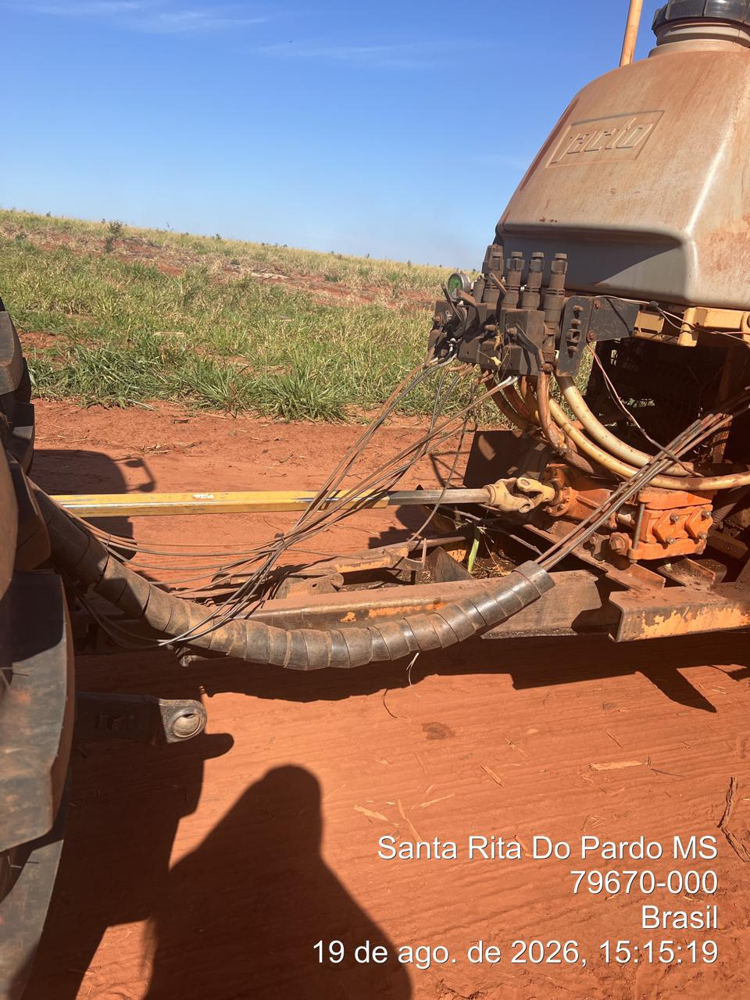 Jacto
Santa Rita Do Pardo MS
79670-000
Brasil
19 de ago. de 2026, 15:15:19